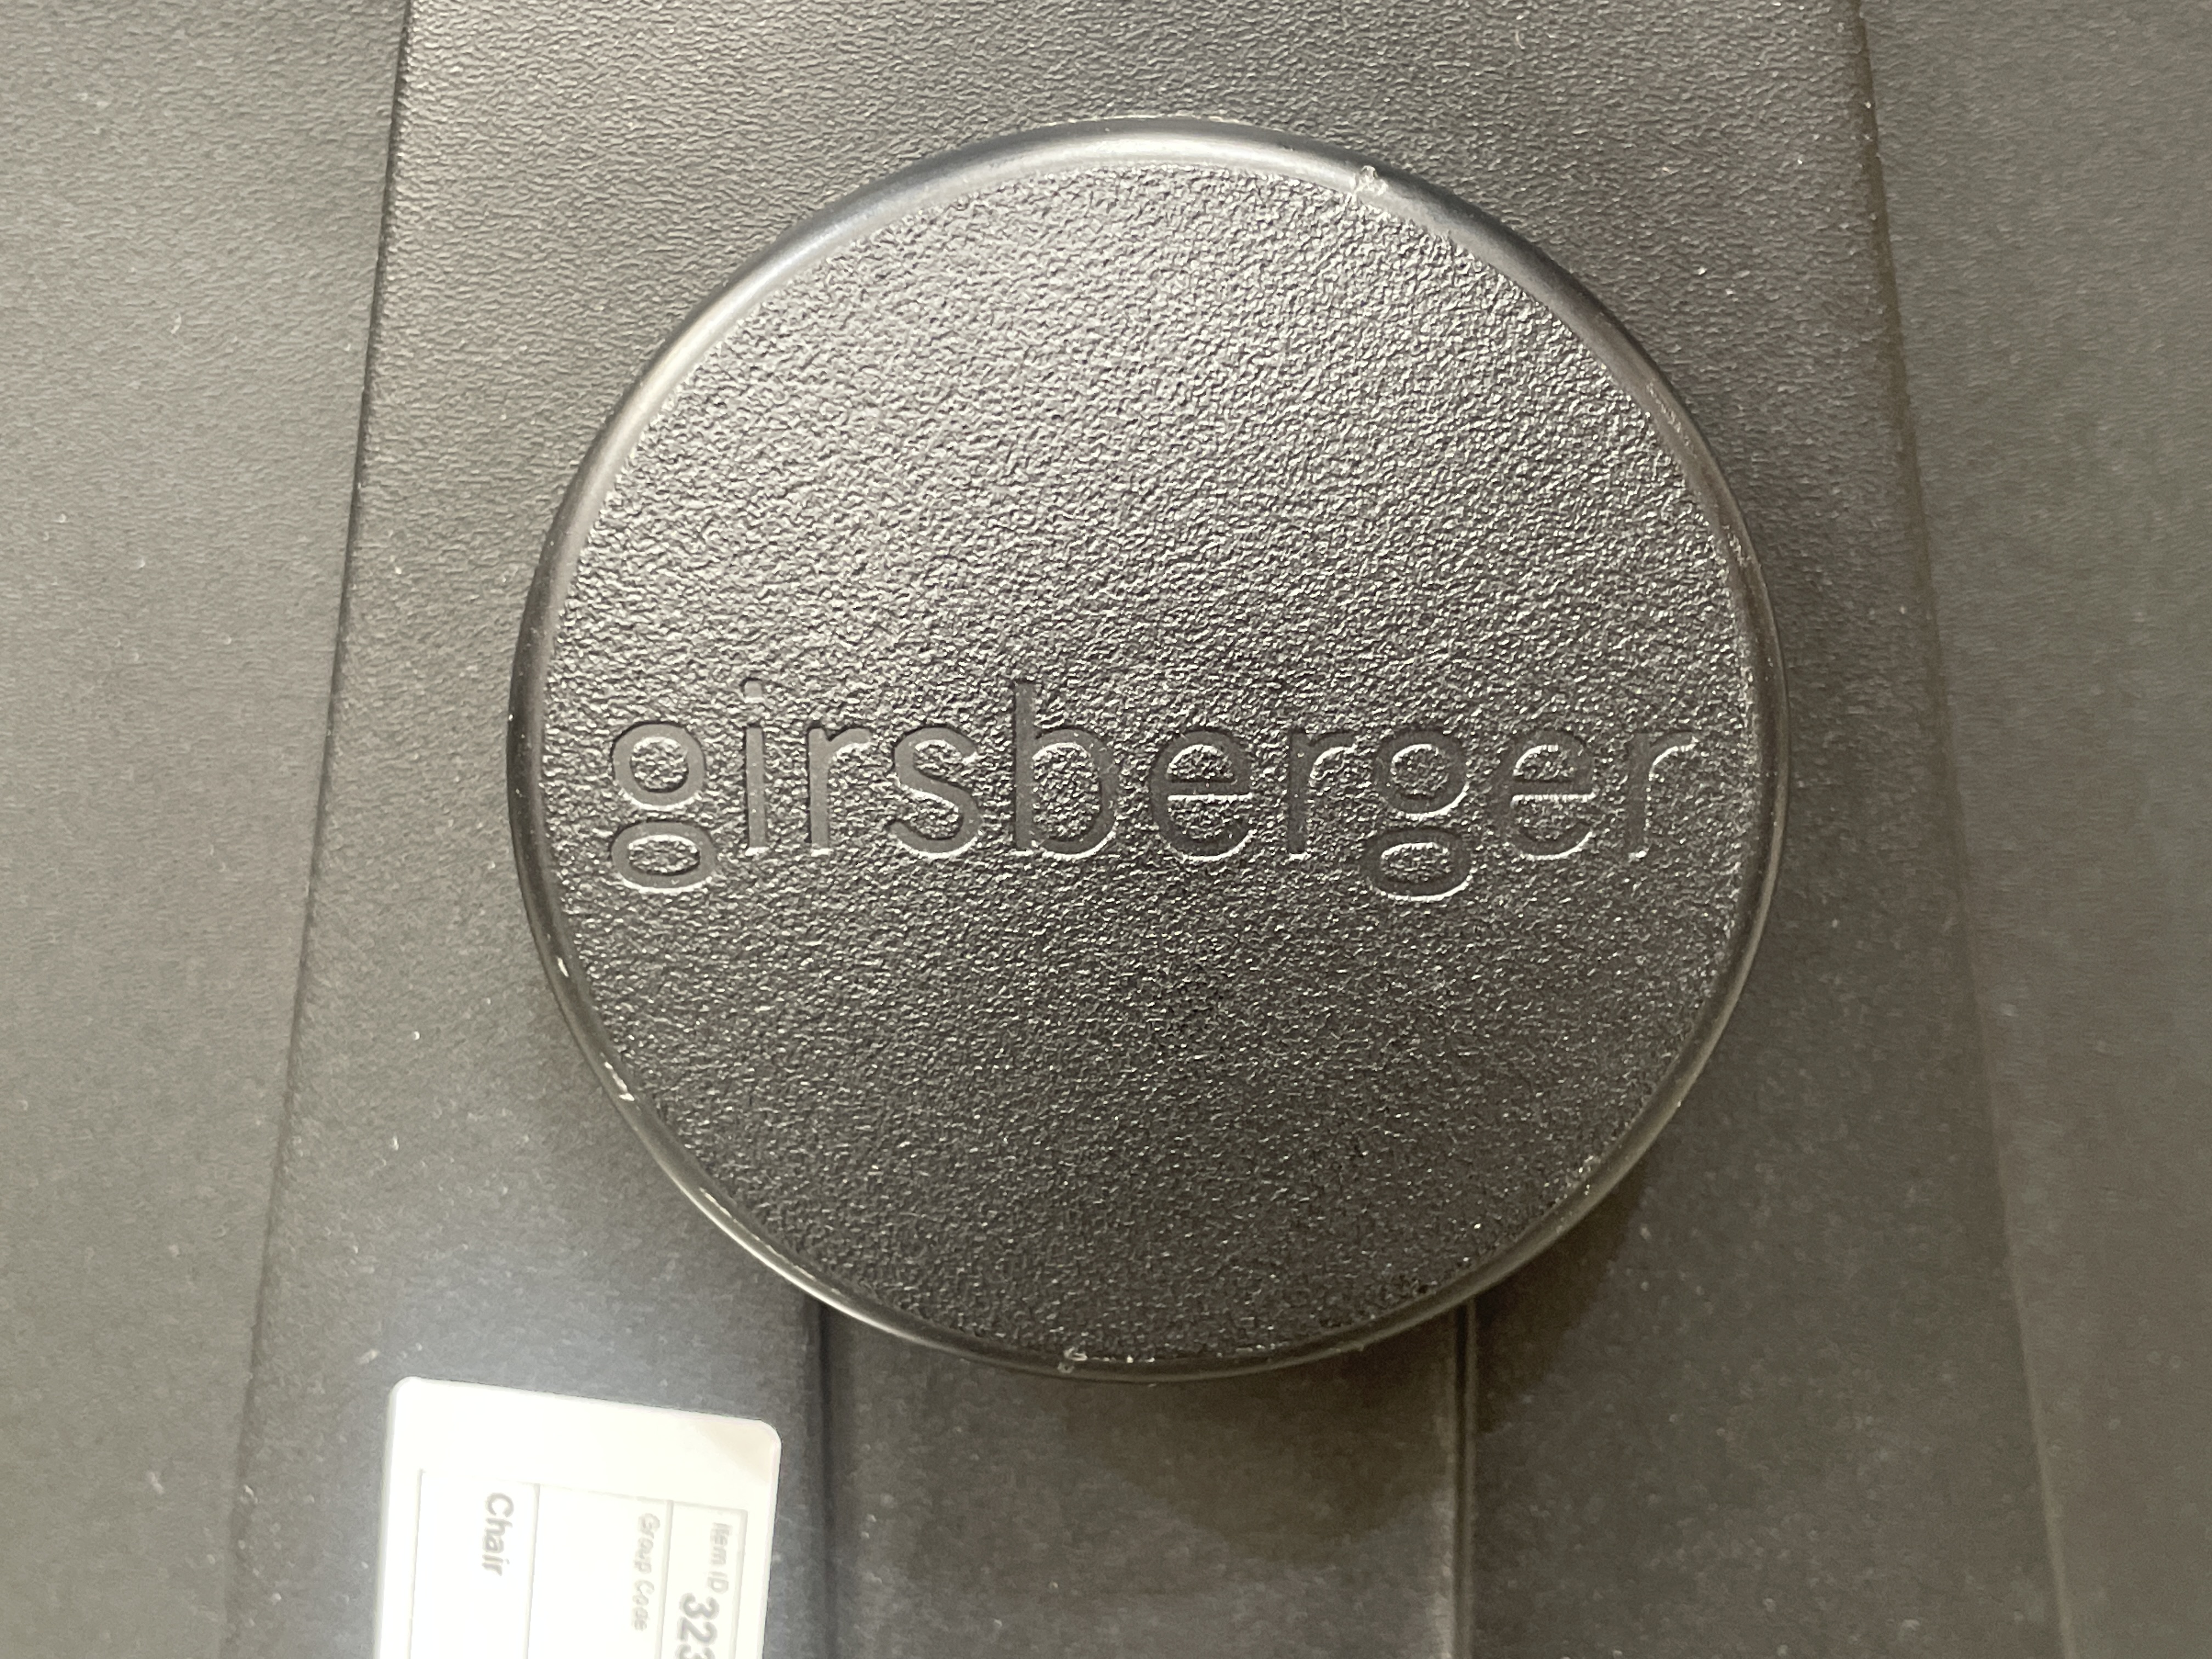 girsberger
Item ID 323
Group Code
Chair